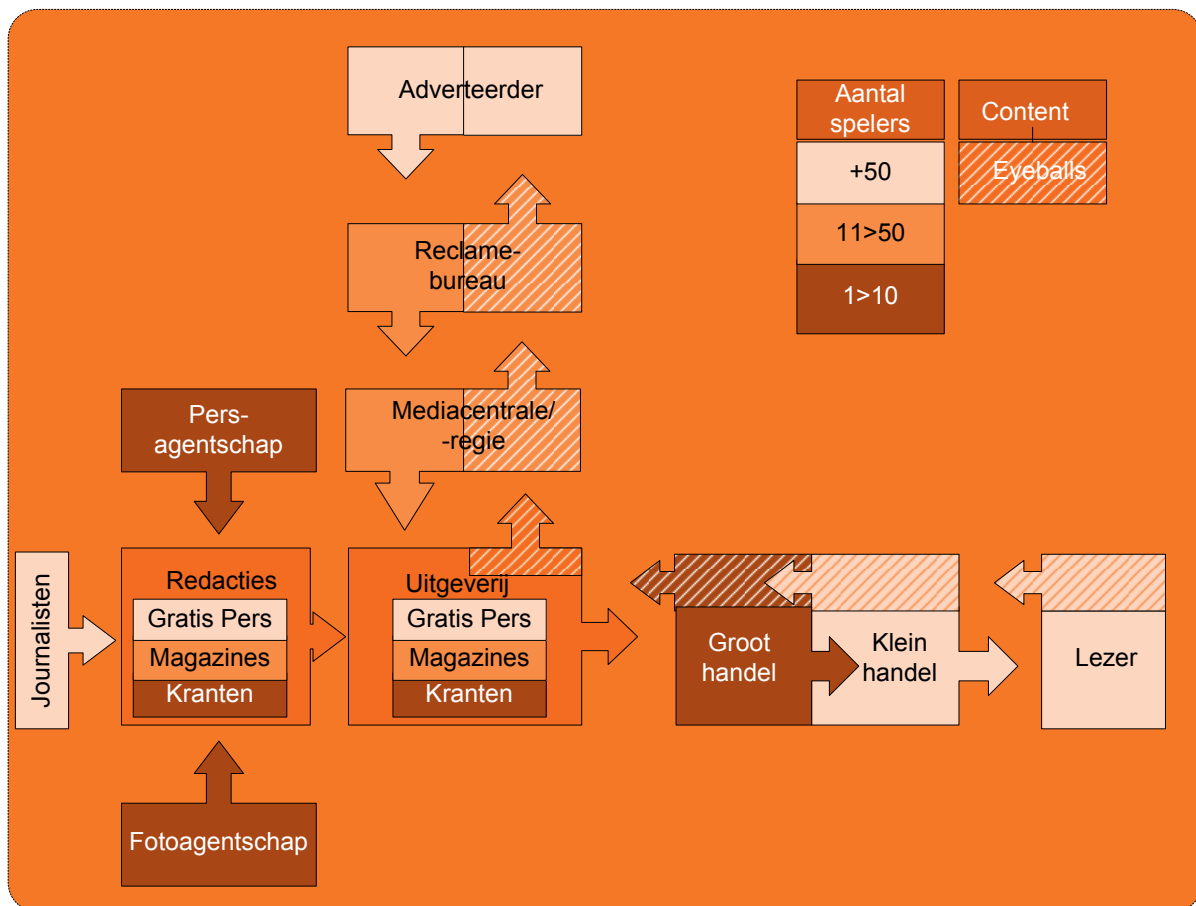 Adverteerder
Aantal
spelers
Content
+50
Eyeballs
11>50
1>10
Reclame-
bureau
Mediacentrale/
-regie
Pers-
agentschap
Journalisten
Redacties
Gratis Pers
Magazines
Kranten
Uitgeverij
Gratis Pers
Magazines
Kranten
Groot
handel
Klein
handel
Lezer
Fotoagentschap